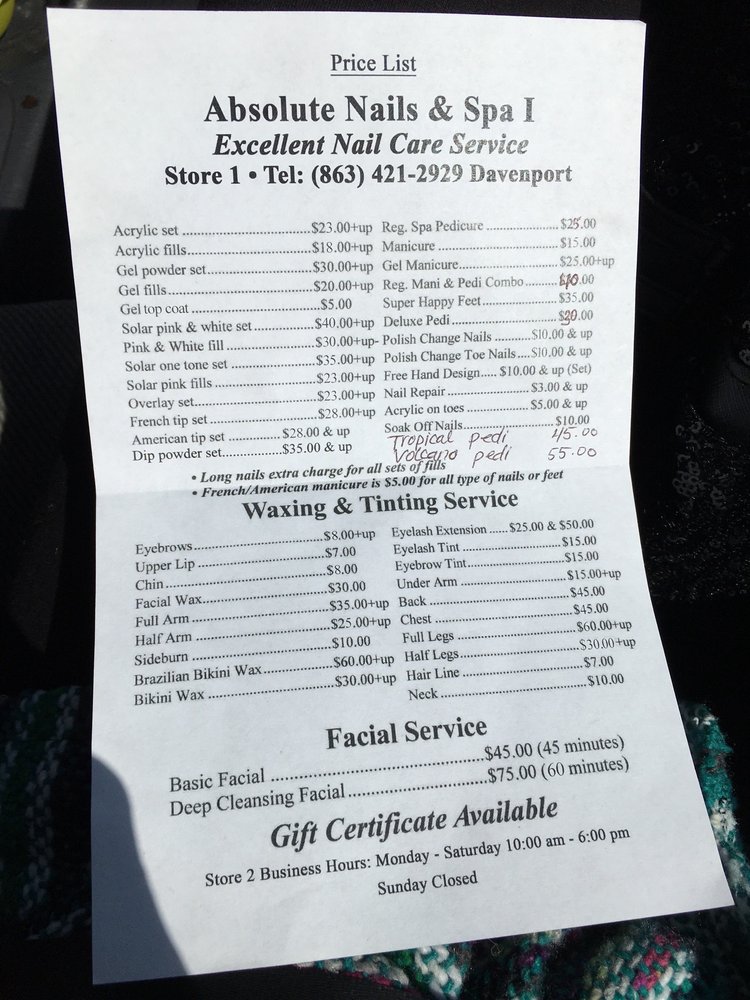 Price List
Absolute Nails & Spa I
Excellent Nail Care Service
Store 1 • Tel: (863) 421-2929 Davenport
Acrylic set ........................$23.00+up
Acrylic fills........................$18.00+up
Gel powder set....................$30.00+up
Gel fills............................$20.00+up
Gel top coat ........................$5.00
Solar pink & white set ............$40.00+up
Pink & White fill ..................$30.00+up-
Solar one tone set ................$35.00+up
Solar pink fills ....................$23.00+up
Overlay set........................$23.00+up
French tip set ....................$28.00+up
American tip set ..........$28.00 & up
Dip powder set............$35.00 & up
Reg. Spa Pedicure ................$25.00
Manicure ........................$15.00
Gel Manicure....................$25.00+up
Reg. Mani & Pedi Combo..........$40.00
Super Happy Feet................$35.00
Deluxe Pedi ......................$30.00
Polish Change Nails ..........$10.00 & up
Polish Change Toe Nails....$10.00 & up
Free Hand Design..... $10.00 & up (Set)
Nail Repair ....................$3.00 & up
Acrylic on toes ................$5.00 & up
Soak Off Nails....................$10.00
Tropical pedi 45.00
Volcano pedi 55.00
• Long nails extra charge for all sets of fills
• French/American manicure is $5.00 for all type of nails or feet
Waxing & Tinting Service
Eyebrows........................$8.00+up
Upper Lip ........................$7.00
Chin..............................$8.00
Facial Wax........................$30.00
Full Arm ........................$35.00+up
Half Arm ........................$25.00+up
Sideburn ........................$10.00
Brazilian Bikini Wax..............$60.00+up
Bikini Wax ......................$30.00+up
Eyelash Extension ......$25.00 & $50.00
Eyelash Tint ....................$15.00
Eyebrow Tint....................$15.00
Under Arm ......................$15.00+up
Back ............................$45.00
Chest ............................$45.00
Full Legs ........................$60.00+up
Half Legs........................$30.00+up
Hair Line ........................$7.00
Neck ............................$10.00
Facial Service
Basic Facial ................................$45.00 (45 minutes)
Deep Cleansing Facial......................$75.00 (60 minutes)
Gift Certificate Available
Store 2 Business Hours: Monday - Saturday 10:00 am - 6:00 pm
Sunday Closed